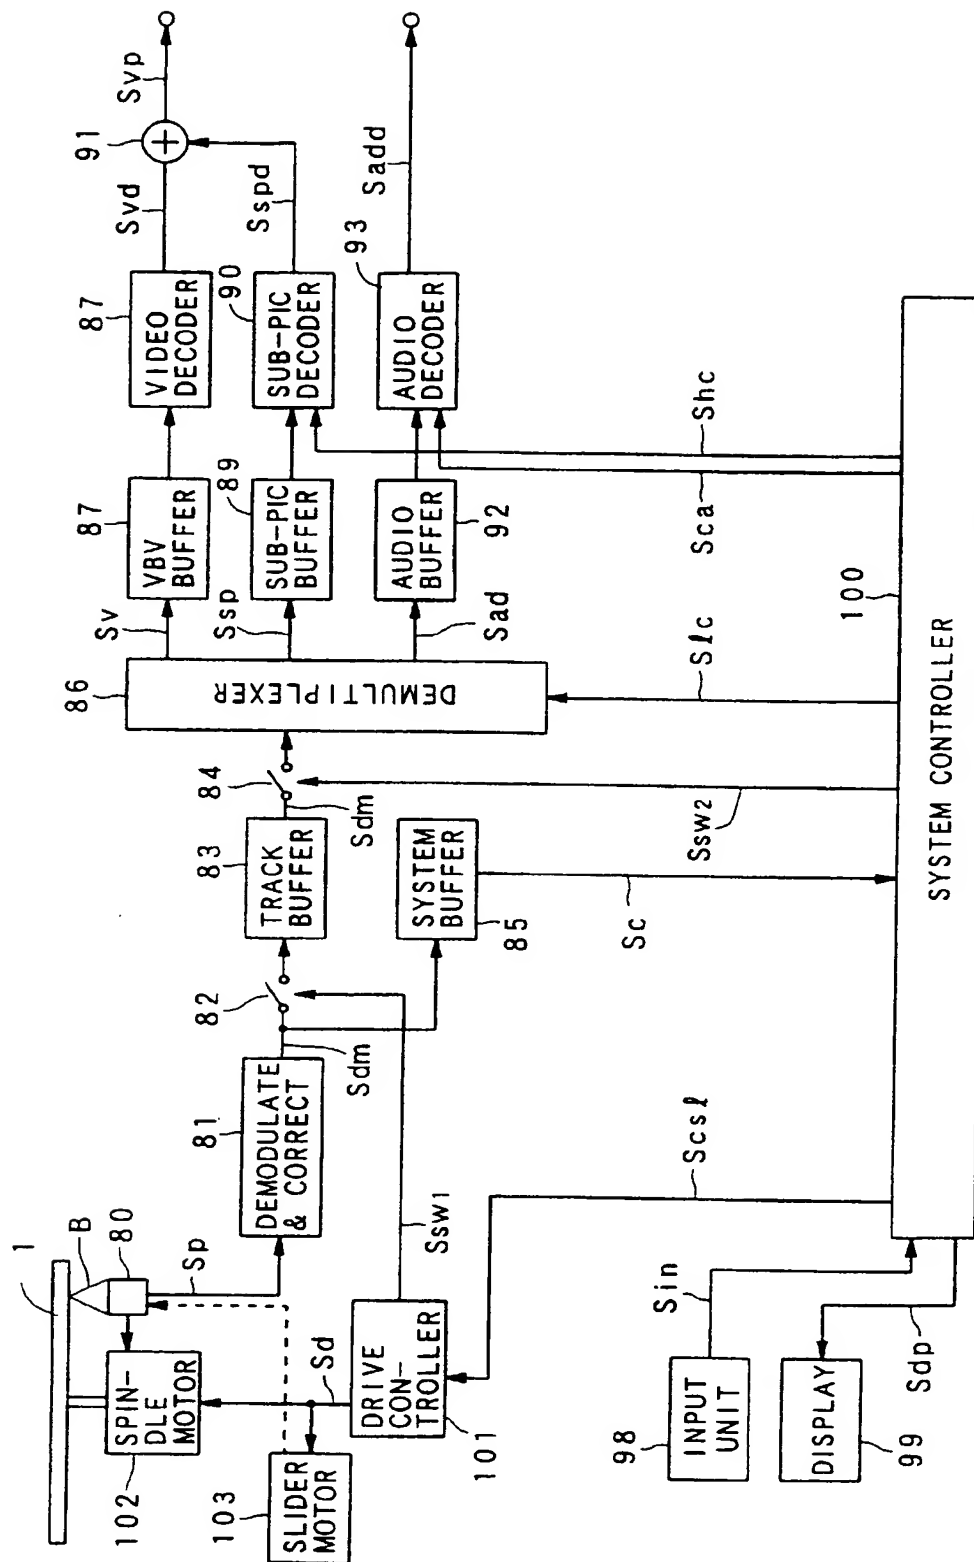 1
B
80
Sp
SPIN-
DLE
MOTOR
102
SLIDER
MOTOR
103
Sd
DRIVE
CON-
TROLLER
101
Ssw1
81
DEMODULATE
& CORRECT
Sdm
82
TRACK
BUFFER
83
84
Sdm
SYSTEM
BUFFER
85
Sc
86
DEMULTIPLEXER
Sv
Ssp
Sad
VBV
BUFFER
87
SUB-PIC
BUFFER
89
AUDIO
BUFFER
92
VIDEO
DECODER
87
SUB-PIC
DECODER
90
AUDIO
DECODER
93
Svd
Sspd
91
+
Svp
Sadd
Shc
Sca
Slc
Ssw2
Scsl
100
SYSTEM CONTROLLER
INPUT
UNIT
98
DISPLAY
99
Sin
Sdp